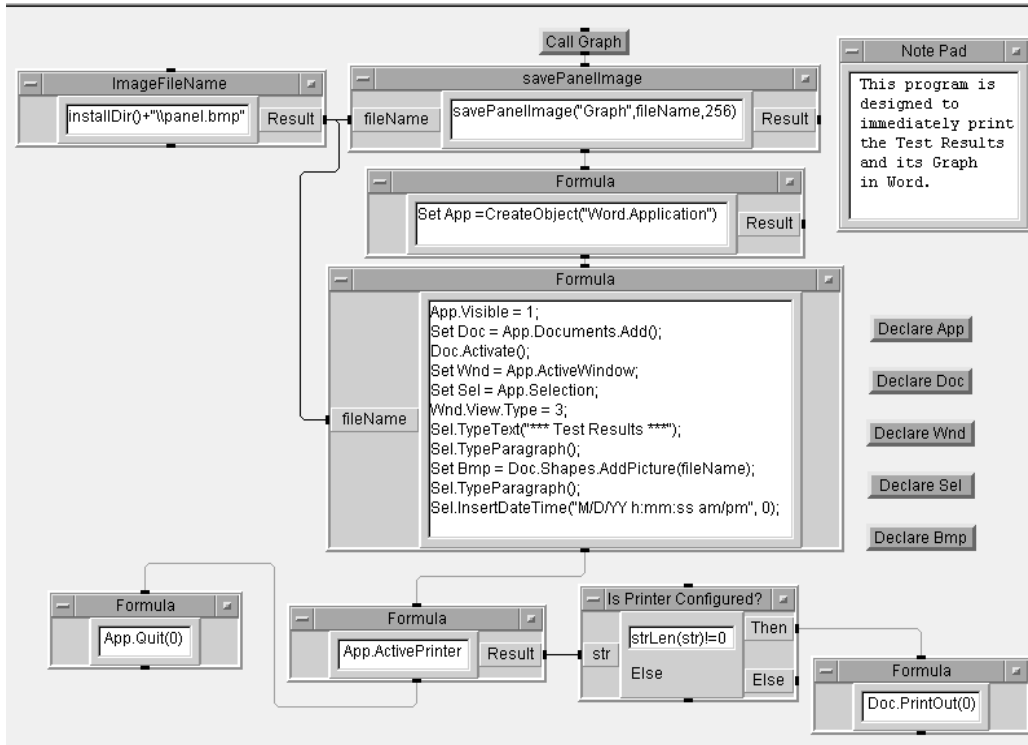 Call Graph
ImageFileName
installDir()+"\\panel.bmp"
Result
savePanelImage
fileName
savePanelImage("Graph",fileName,256)
Result
Note Pad
This program is
designed to
immediately print
the Test Results
and its Graph
in Word.
Formula
Set App =CreateObject("Word.Application")
Result
Formula
fileName
App.Visible = 1;
Set Doc = App.Documents.Add();
Doc.Activate();
Set Wnd = App.ActiveWindow;
Set Sel = App.Selection;
Wnd.View.Type = 3;
Sel.TypeText("*** Test Results ***");
Sel.TypeParagraph();
Set Bmp = Doc.Shapes.AddPicture(fileName);
Sel.TypeParagraph();
Sel.InsertDateTime("M/D/YY h:mm:ss am/pm", 0);
Declare App
Declare Doc
Declare Wnd
Declare Sel
Declare Bmp
Formula
App.Quit(0)
Formula
App.ActivePrinter
Result
Is Printer Configured?
str
strLen(str)!=0
Then
Else
Else
Formula
Doc.PrintOut(0)